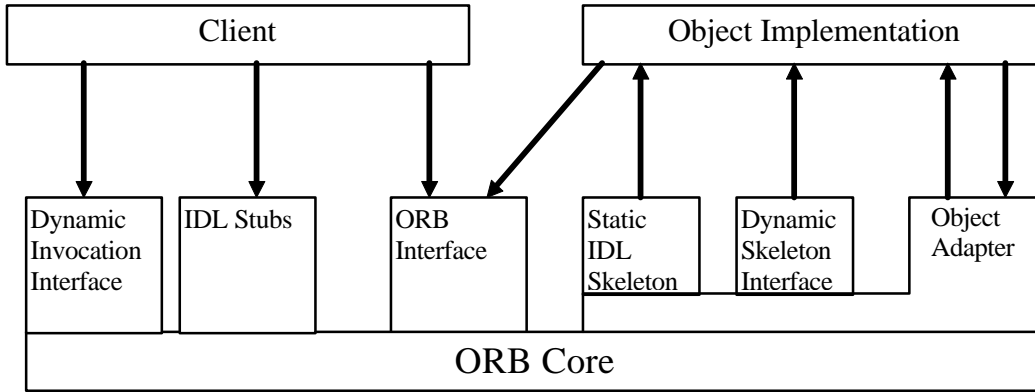 Client
Object Implementation
Dynamic
Invocation
Interface
IDL Stubs
ORB
Interface
Static
IDL
Skeleton
Dynamic
Skeleton
Interface
Object
Adapter
ORB Core